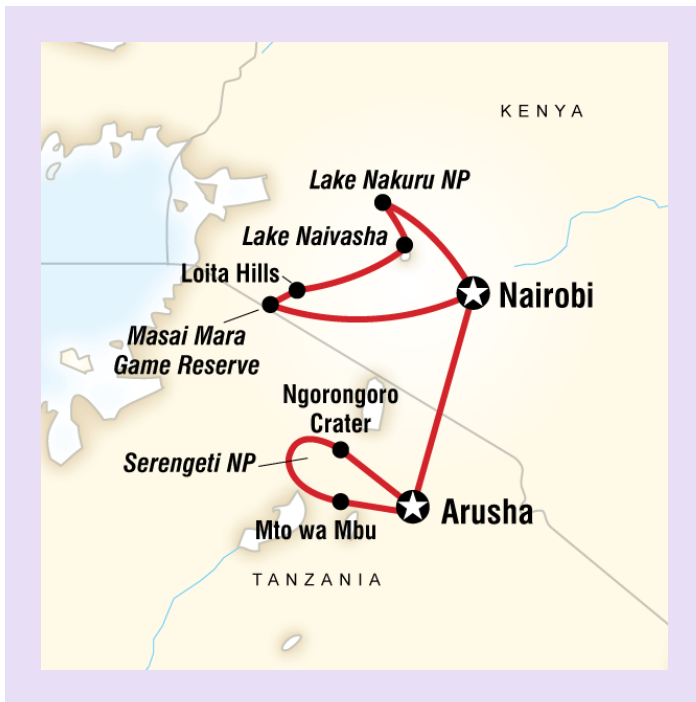 KENYA
Lake Nakuru NP
Lake Naivasha
Loita Hills
Nairobi
Masai Mara
Game Reserve
Ngorongoro
Crater
Serengeti NP
Arusha
Mto wa Mbu
TANZANIA